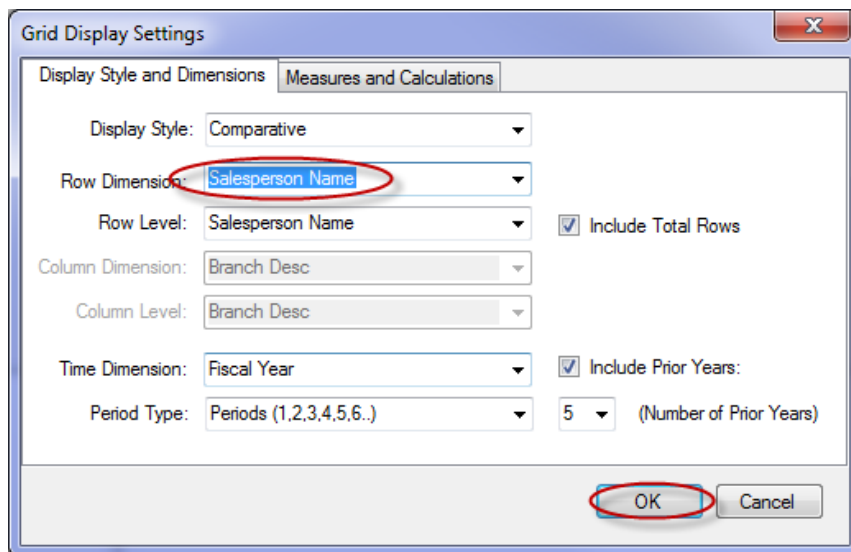 Grid Display Settings
Display Style and Dimensions Measures and Calculations
Display Style: Comparative
Row Dimension: Salesperson Name
Row Level: Salesperson Name Include Total Rows
Column Dimension: Branch Desc
Column Level: Branch Desc
Time Dimension: Fiscal Year Include Prior Years:
Period Type: Periods (1,2,3,4,5,6..) 5 (Number of Prior Years)
OK Cancel